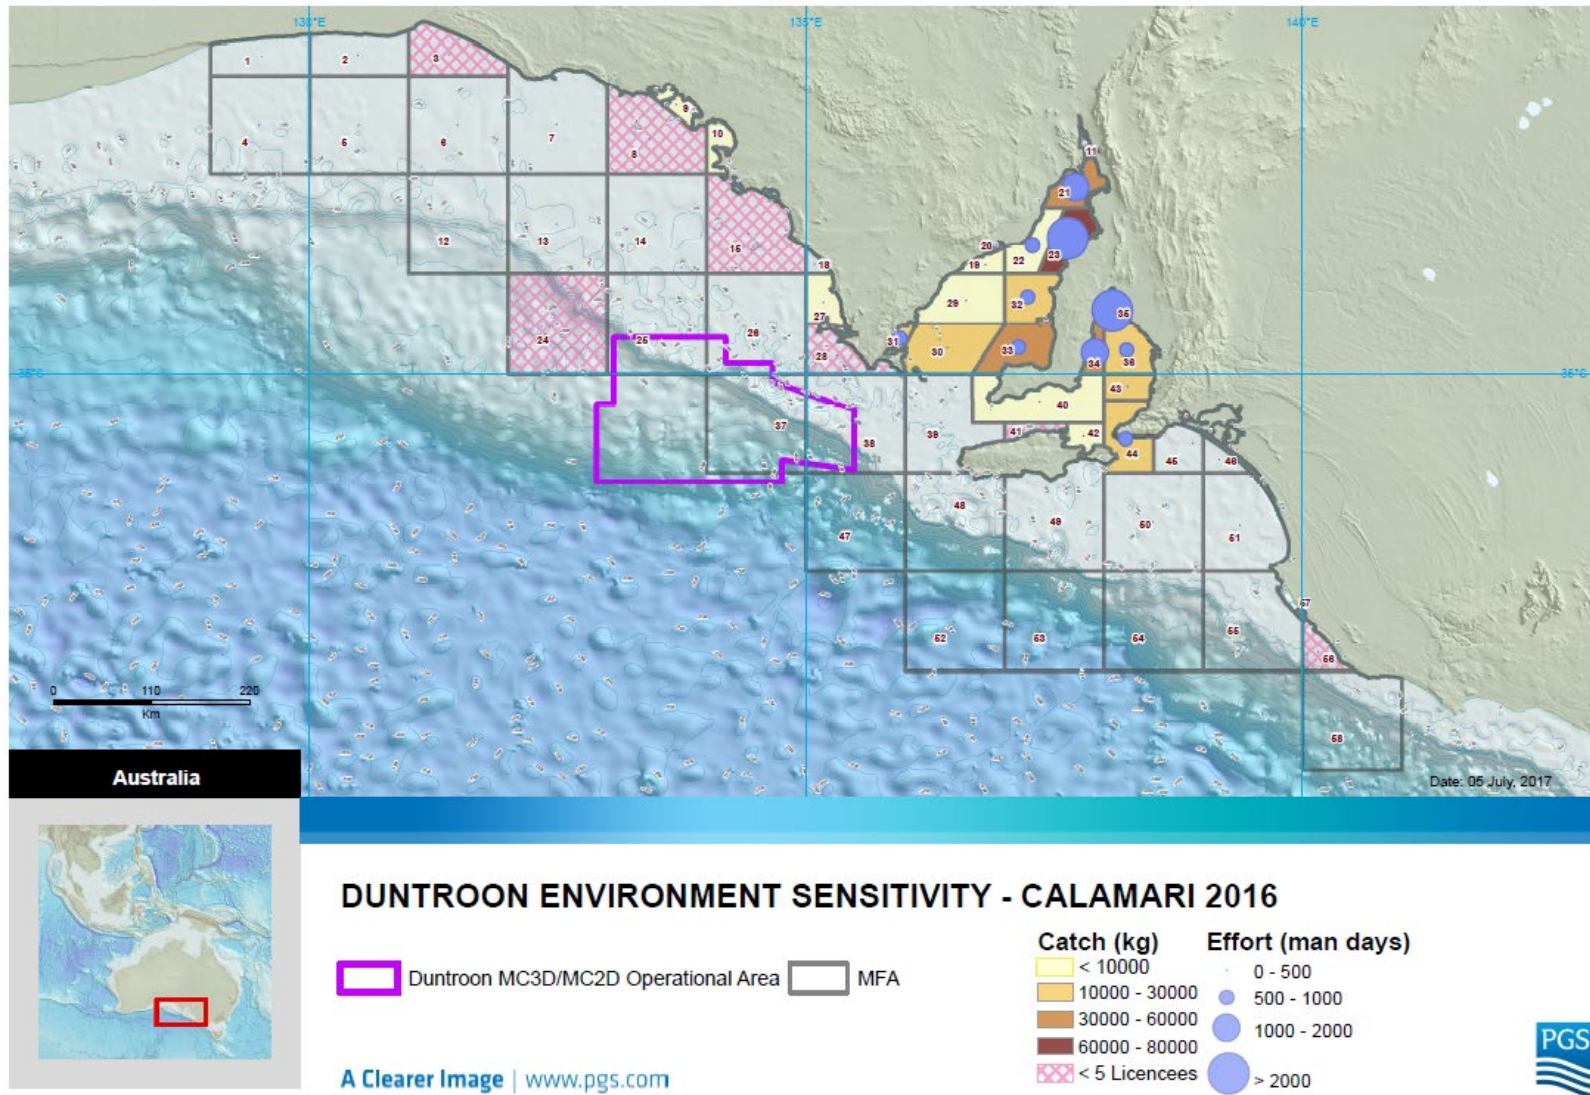 130°E 135°E 140°E
1 2 3
9
4 5 6 7 8 10
11
21
12 13 14 15
20 22 23
18 19
27 29 32 35
24 25 26 28 31 30 33 34 36
35°S 35°S
43
37 38 39 40
41 42 44 45 46
48 49 50
47 51
57
52 53 54 55
56
58
0 110 220
Km
Date: 05 July, 2017
Australia
DUNTROON ENVIRONMENT SENSITIVITY - CALAMARI 2016
Duntroon MC3D/MC2D Operational Area MFA
Catch (kg) Effort (man days)
< 10000 0 - 500
10000 - 30000 500 - 1000
30000 - 60000 1000 - 2000
60000 - 80000
< 5 Licencees > 2000
A Clearer Image | www.pgs.com
PGS